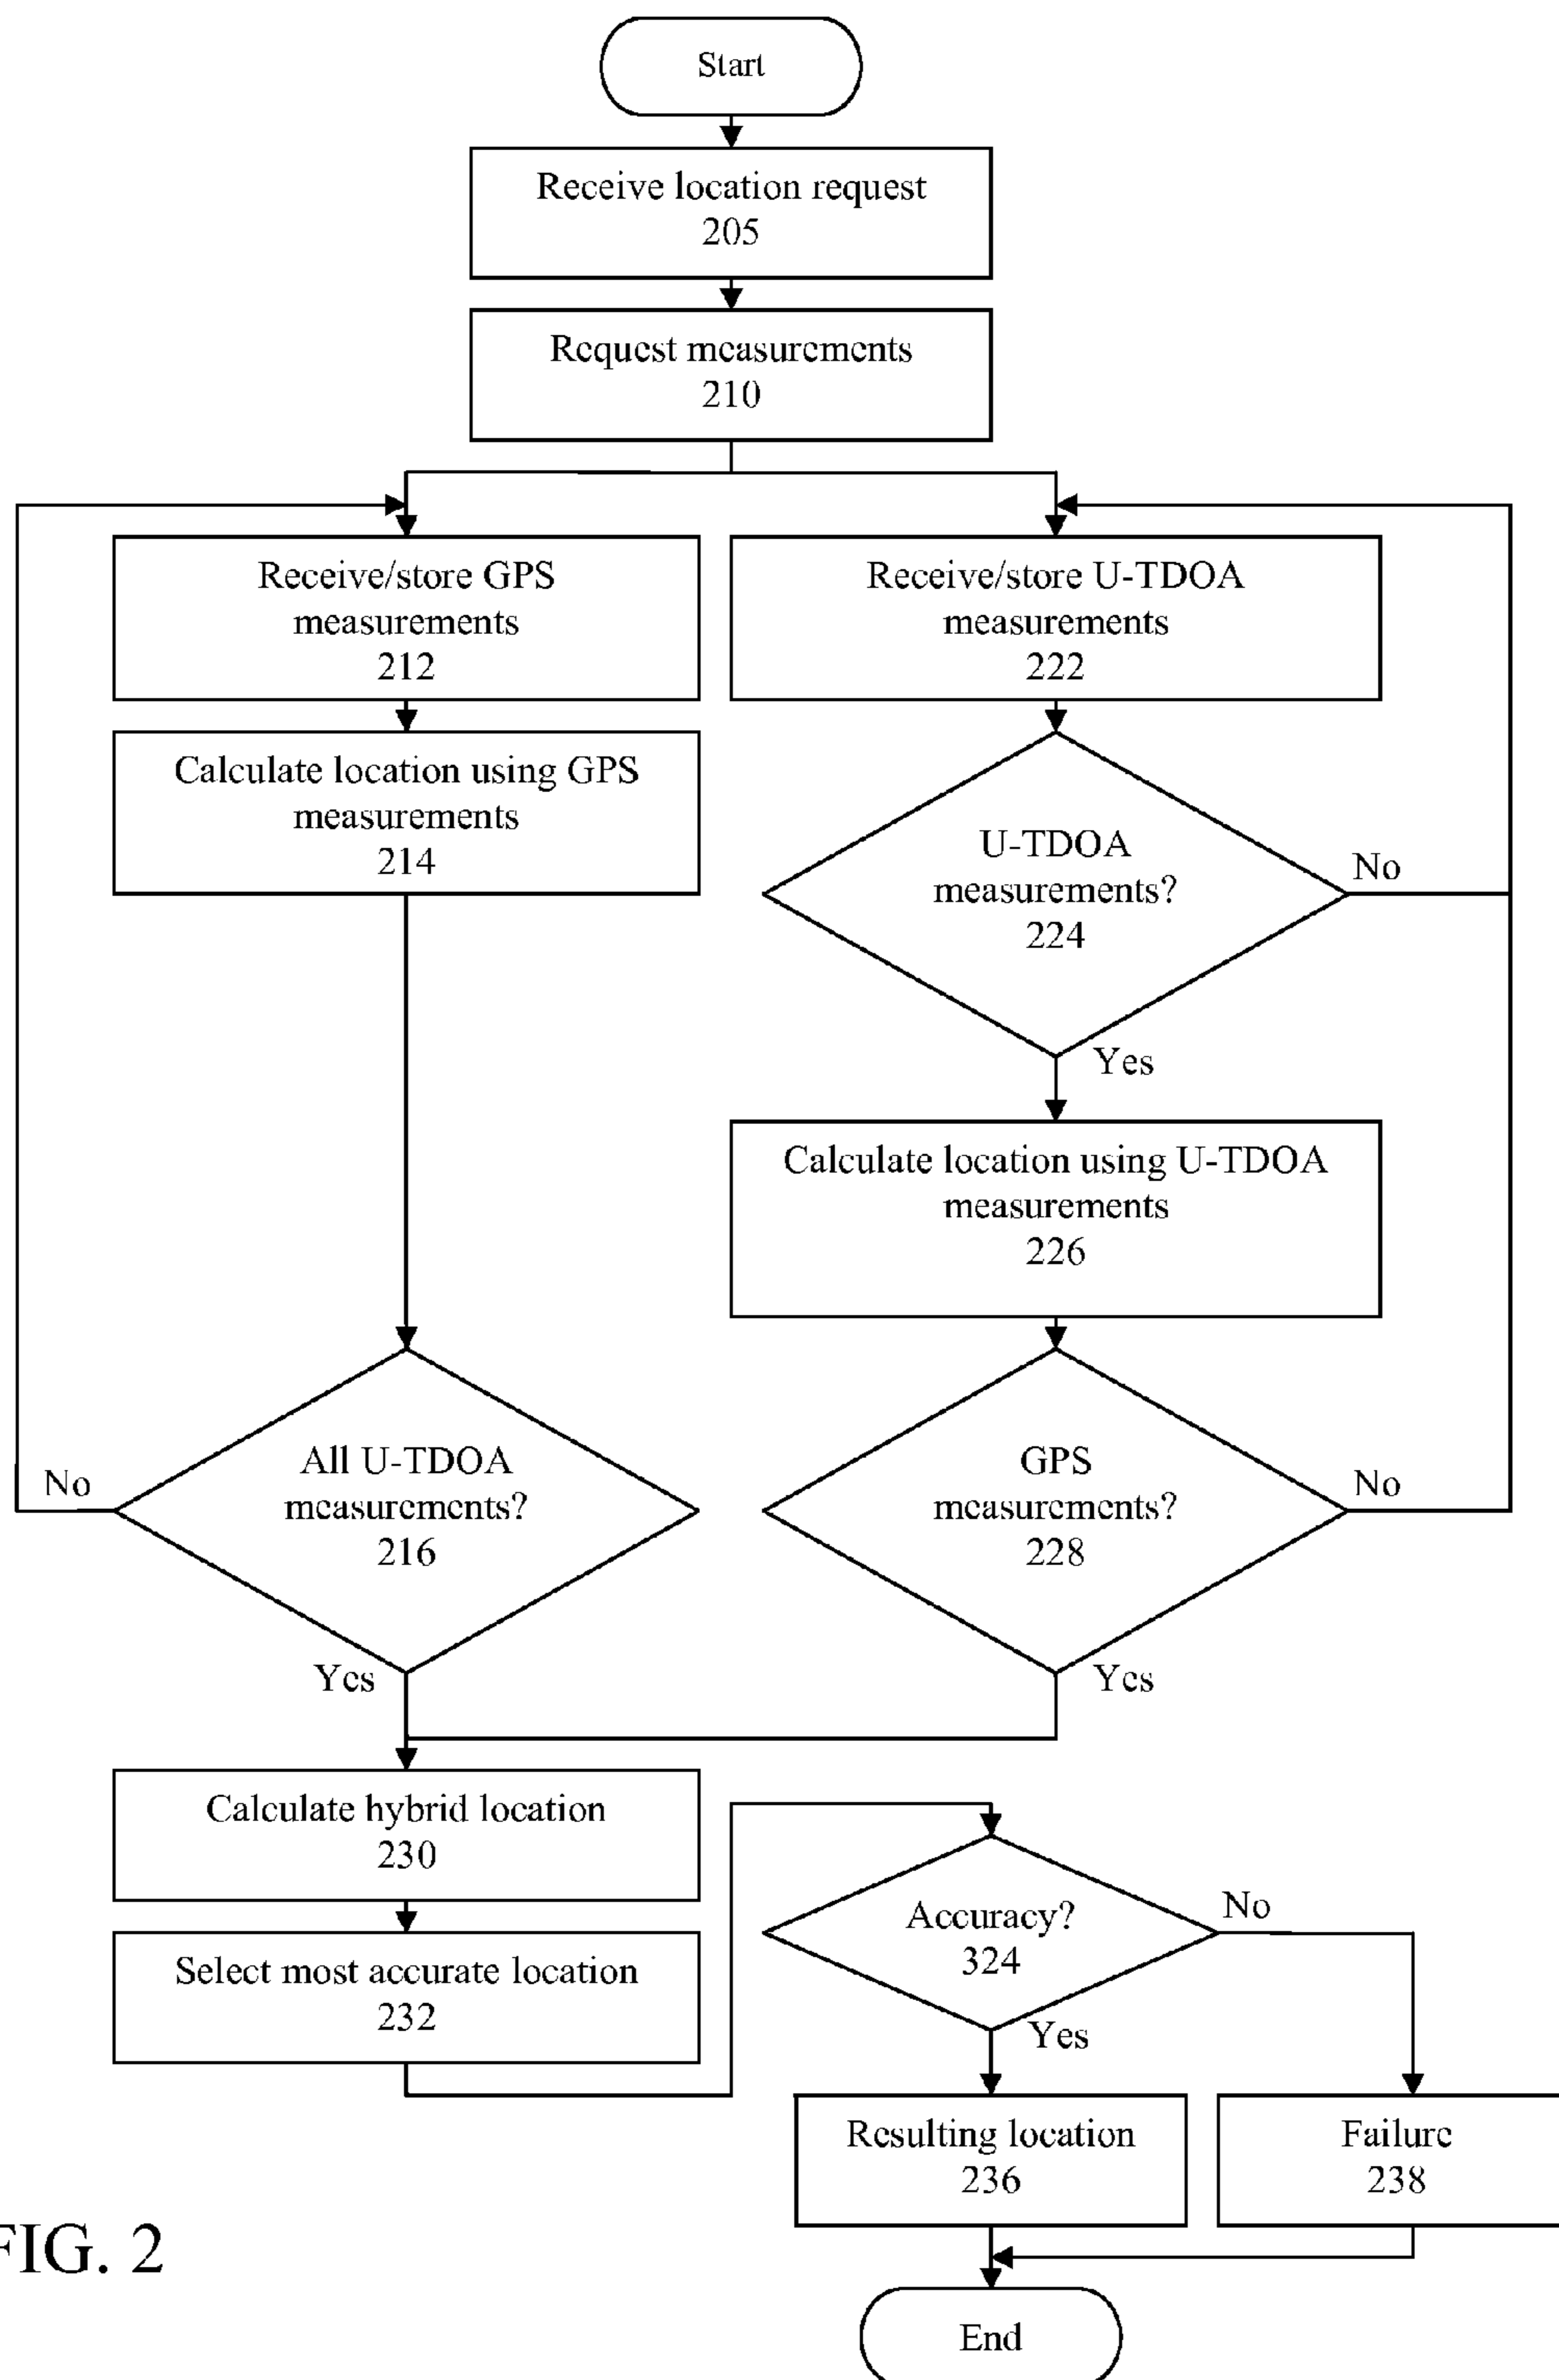 Start
Receive location request
205
Request measurements
210
Receive/store GPS
measurements
212
Receive/store U-TDOA
measurements
222
Calculate location using GPS
measurements
214
U-TDOA
measurements?
224
No
Yes
Calculate location using U-TDOA
measurements
226
All U-TDOA
measurements?
216
No
Yes
GPS
measurements?
228
No
Yes
Calculate hybrid location
230
Select most accurate location
232
Accuracy?
324
No
Yes
Resulting location
236
Failure
238
FIG. 2
End